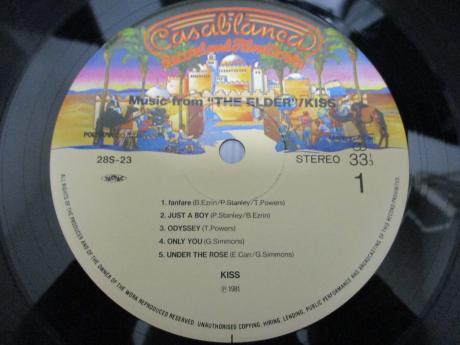 Casablanca
Record and FilmWorks
Music from "THE ELDER"/KISS
28S-23
STEREO 33⅓
1
1. fanfare (B.Ezrin/P.Stanley/T.Powers)
2. JUST A BOY (P.Stanley/B.Ezrin)
3. ODYSSEY (T.Powers)
4. ONLY YOU (G.Simmons)
5. UNDER THE ROSE (E.Carr/G.Simmons)
KISS
℗1981
ALL RIGHTS OF THE PRODUCER AND OF THE OWNER OF THE WORK REPRODUCED RESERVED. UNAUTHORISED COPYING, HIRING, LENDING, PUBLIC PERFORMANCE AND BROADCASTING OF THIS RECORD PROHIBITED.